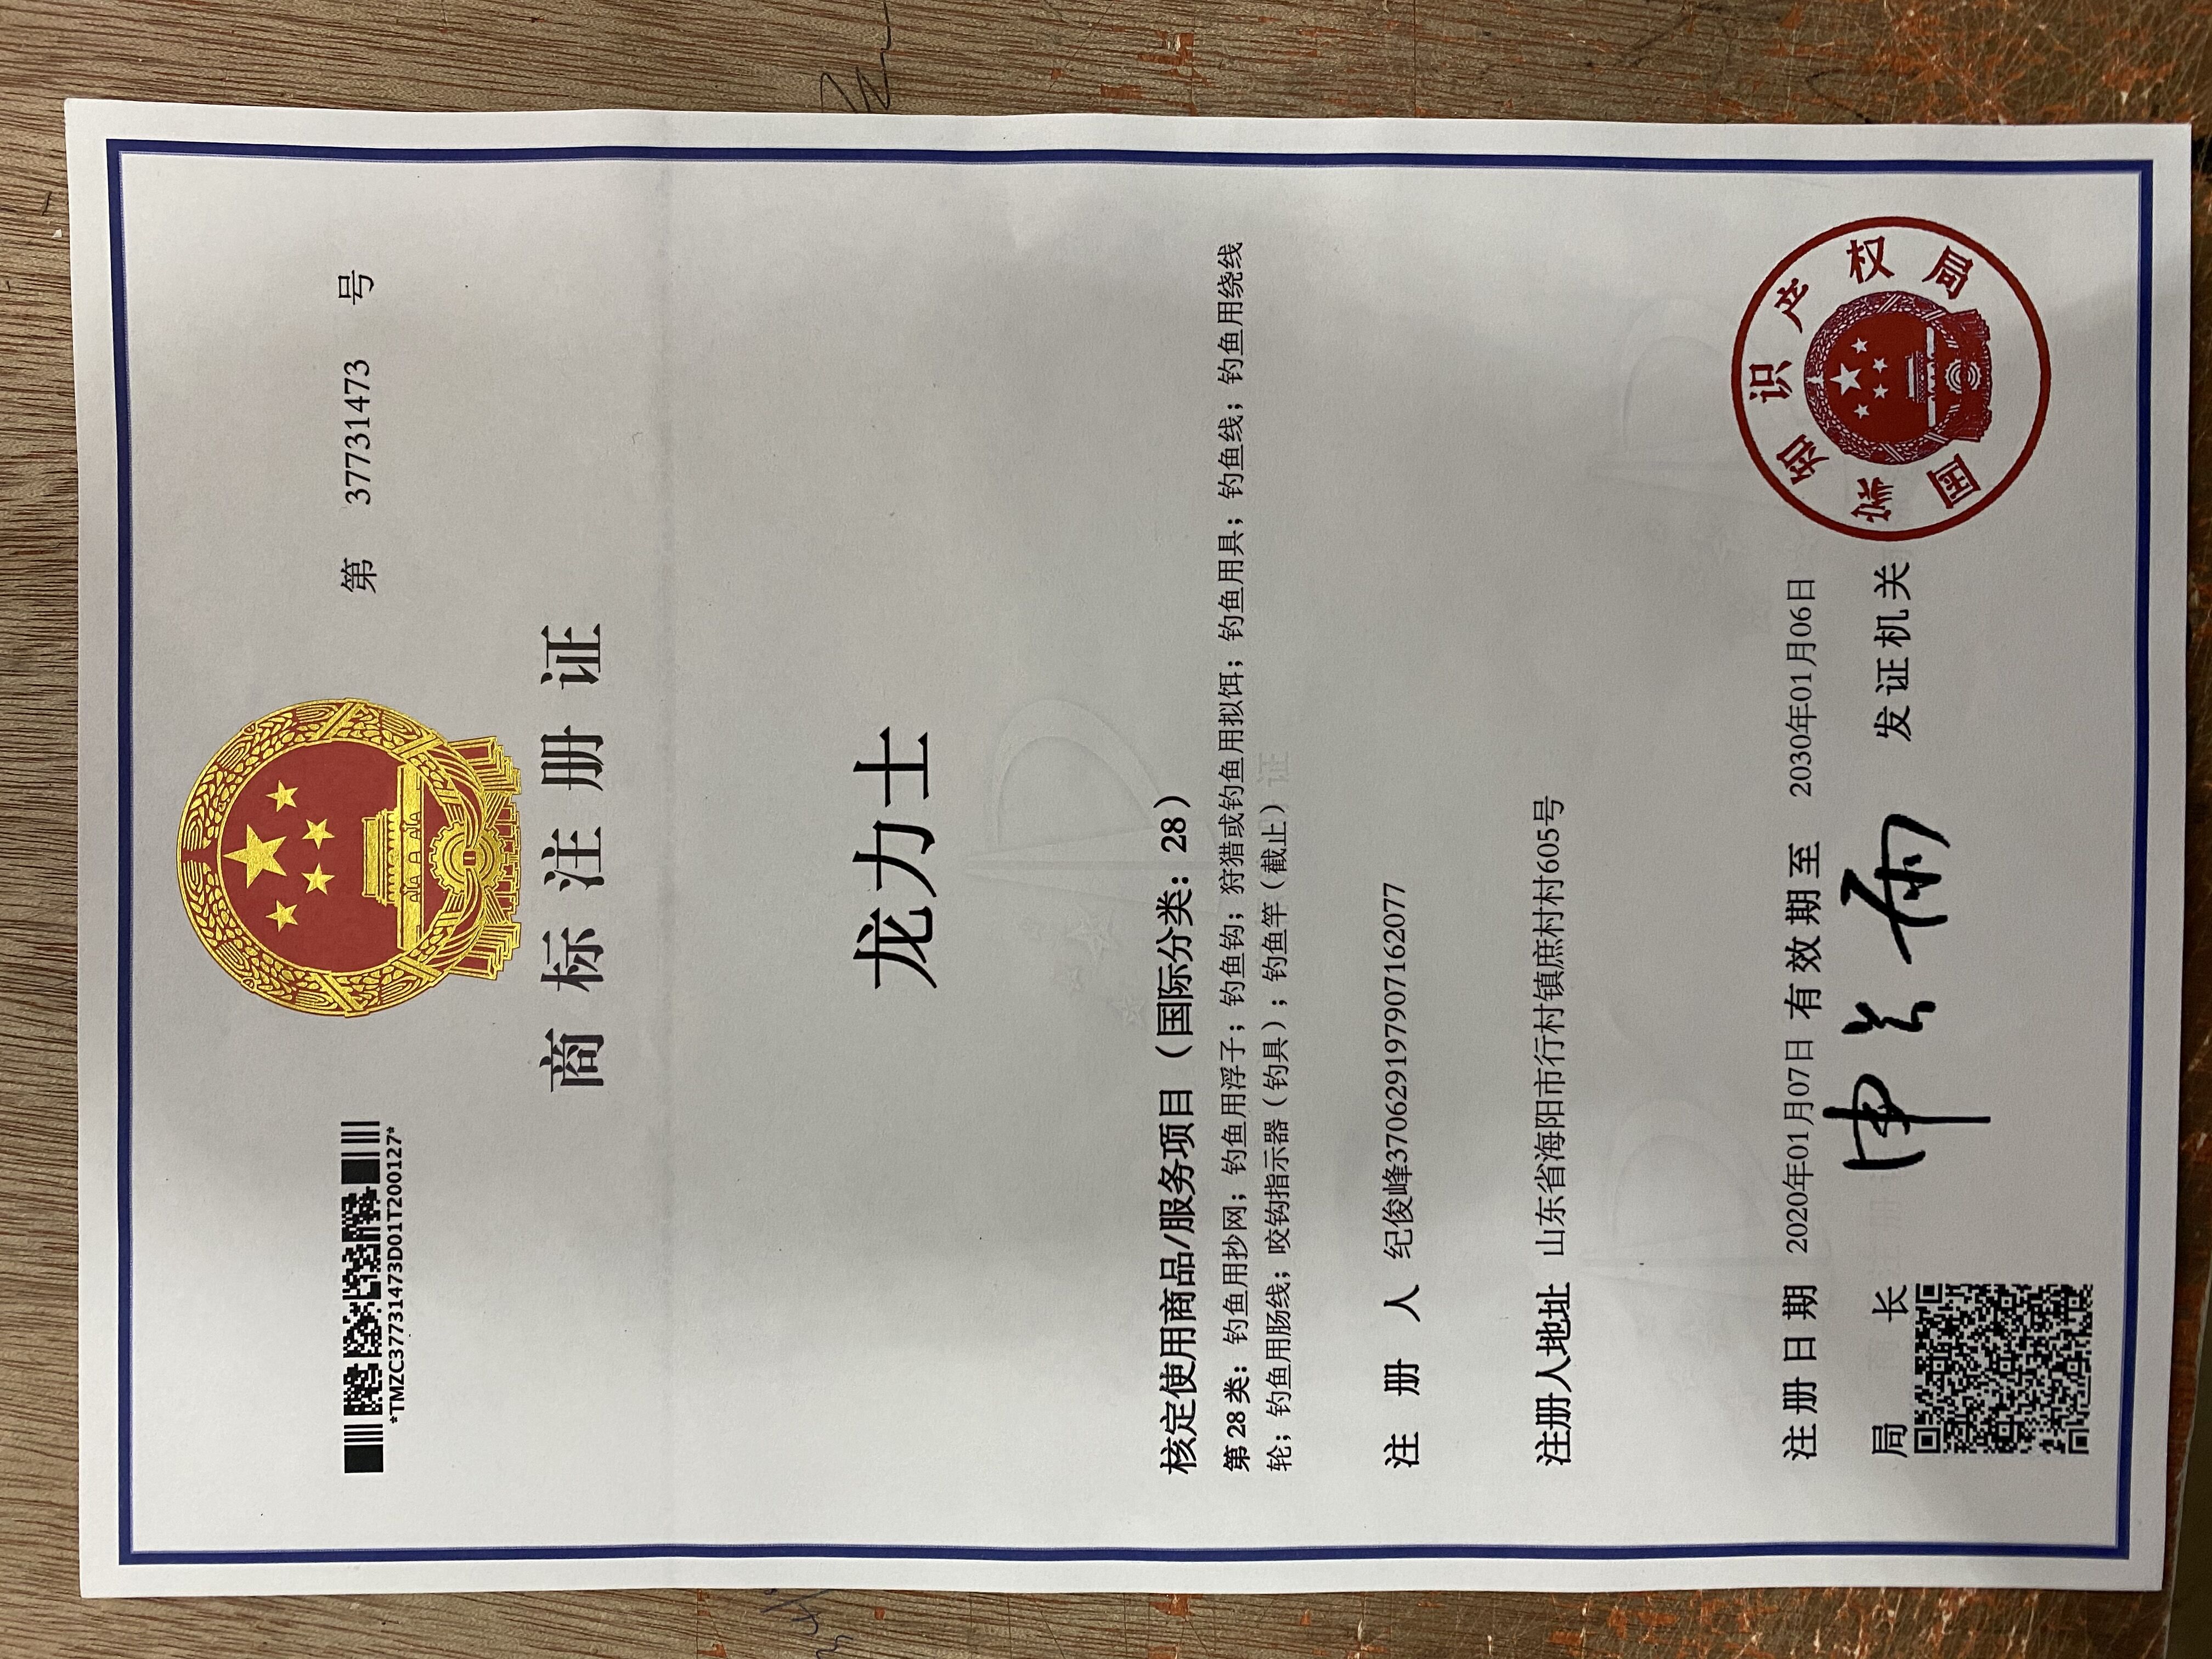 第 37731473 号
*TMZC37731473D01T200127*
商标注册证
龙力士
核定使用商品/服务项目（国际分类：28）
第28类：钓鱼用抄网；钓鱼用浮子；钓鱼钩；狩猎或钓鱼用拟饵；钓鱼用具；钓鱼线；钓鱼用绕线
轮；钓鱼用肠线；咬钩指示器（钓具）；钓鱼竿（截止）
注册人 纪俊峰370629197907162077
注册人地址 山东省海阳市行村镇庶村村605号
注册日期 2020年01月07日 有效期至 2030年01月06日
局长 申长雨 发证机关
国家知识产权局